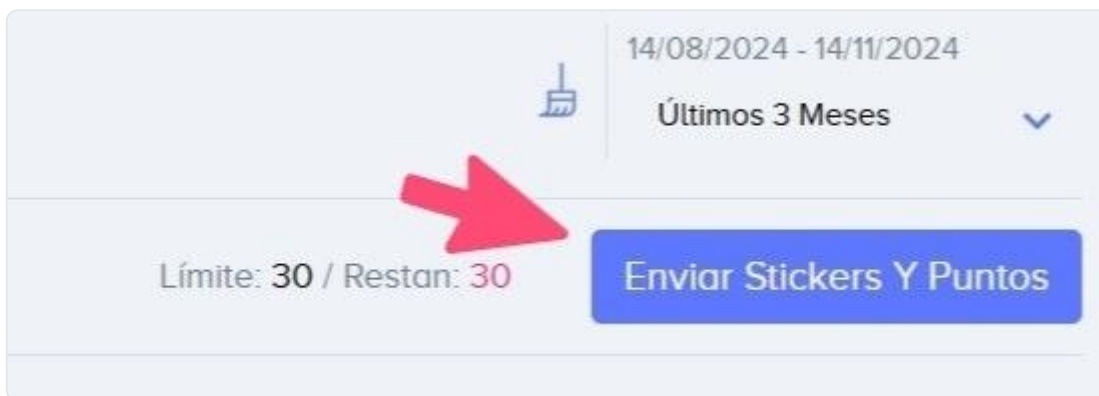 14/08/2024 - 14/11/2024
Últimos 3 Meses
Límite: 30 / Restan: 30
Enviar Stickers Y Puntos